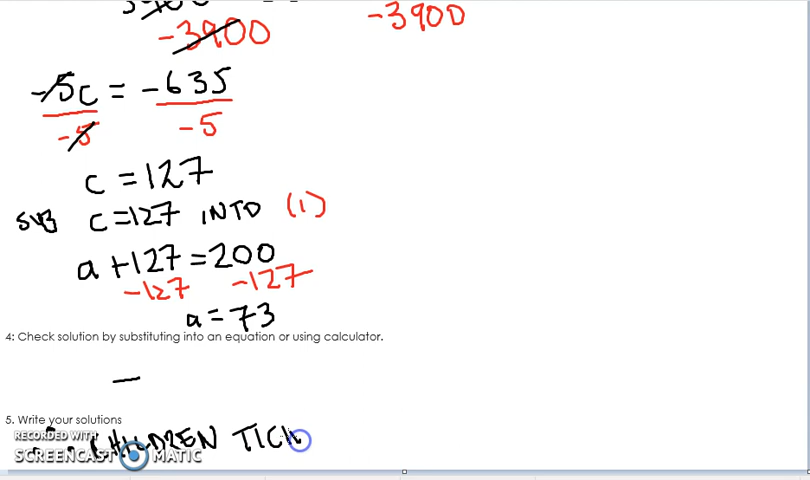 -3900 -3900
-5c = -635
-5 -5
c = 127
SUB c=127 INTO (1)
a +127 = 200
-127 -127
a = 73
4: Check solution by substituting into an equation or using calculator.
—
5. Write your solutions
∴ CHILDREN TICK
RECORDED WITH
SCREENCAST MATIC